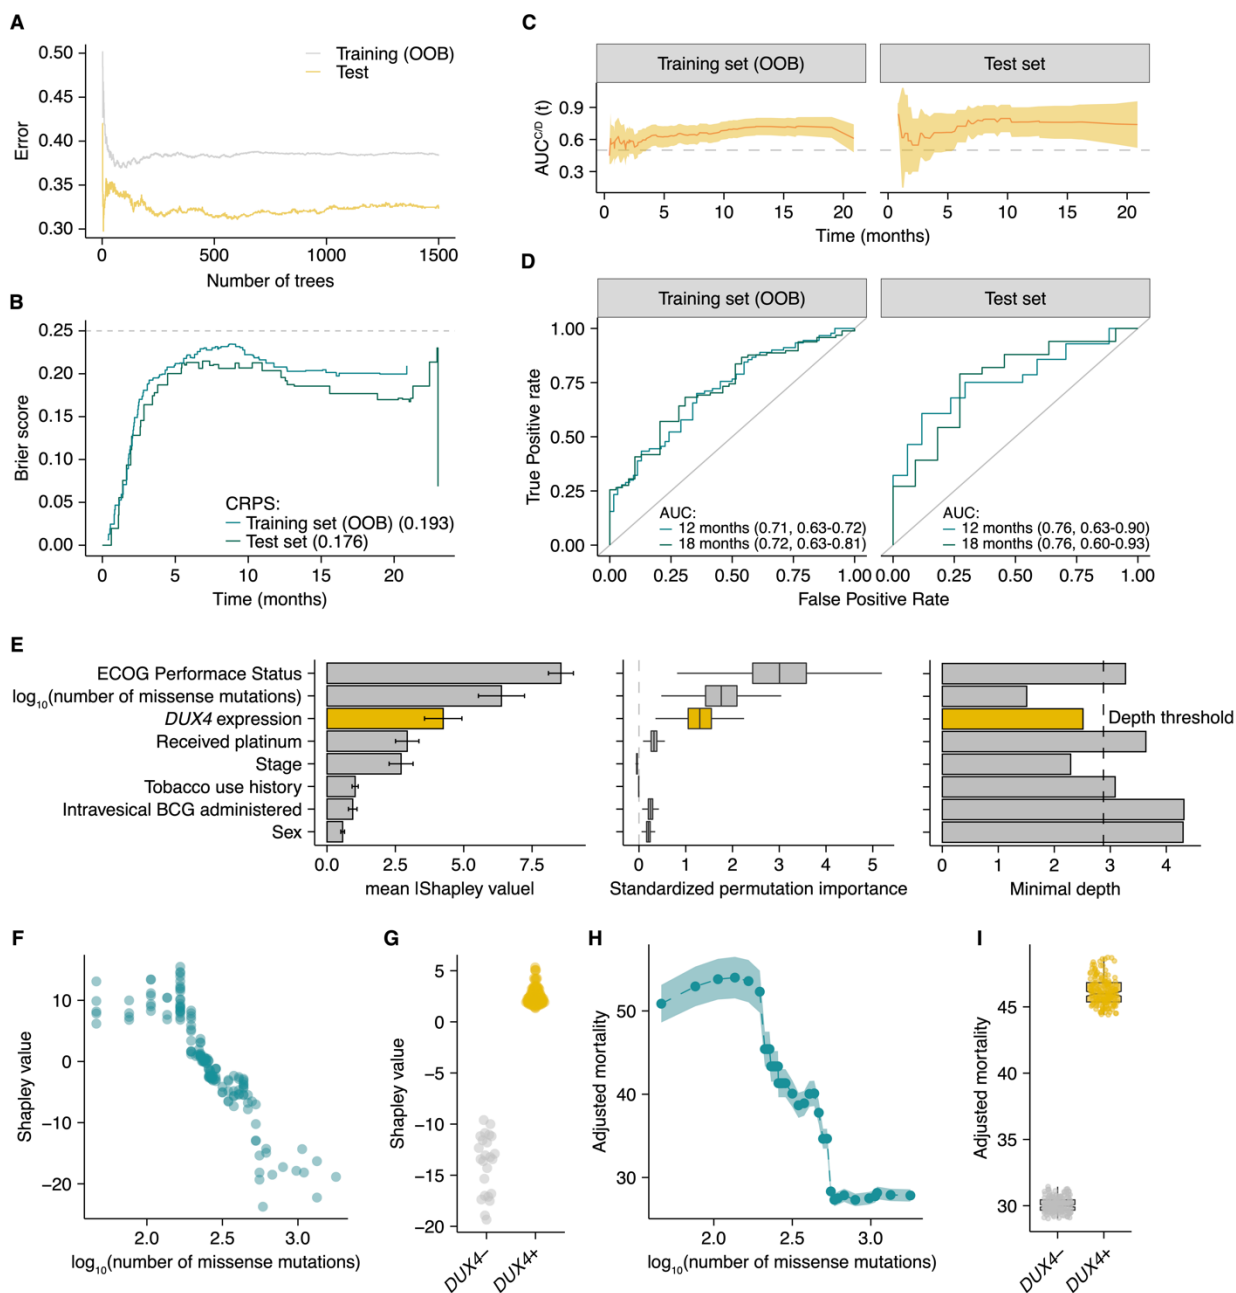 A
0.50
0.40
0.35
0.30
Error
Training (OOB)
Test
0
500
1000
1500
Number of trees
B
0.25
0.20
0.15
0.10
0.05
0.00
Brier score
CRPS:
Training set (OOB) (0.193)
Test set (0.176)
0
5
10
15
20
Time (months)
C
Training set (OOB)
Test set
0.9
0.6
0.3
AUC^C/D (t)
0
5
10
15
20
0
5
10
15
20
Time (months)
D
Training set (OOB)
Test set
1.00
0.75
0.50
0.25
0.00
True Positive rate
AUC:
12 months (0.71, 0.63-0.72)
18 months (0.72, 0.63-0.81)
AUC:
12 months (0.76, 0.63-0.90)
18 months (0.76, 0.60-0.93)
0.00
0.25
0.50
0.75
1.00
0.00
0.25
0.50
0.75
1.00
False Positive Rate
E
ECOG Performace Status
log₁₀(number of missense mutations)
DUX4 expression
Received platinum
Stage
Tobacco use history
Intravesical BCG administered
Sex
0.0
2.5
5.0
7.5
mean |Shapley value|
0
1
2
3
4
5
Standardized permutation importance
Depth threshold
0
1
2
3
4
Minimal depth
F
10
0
−10
−20
Shapley value
2.0
2.5
3.0
log₁₀(number of missense mutations)
G
5
0
−5
−10
−15
−20
Shapley value
DUX4−
DUX4+
H
50
40
30
Adjusted mortality
2.0
2.5
3.0
log₁₀(number of missense mutations)
I
45
40
35
30
Adjusted mortality
DUX4−
DUX4+